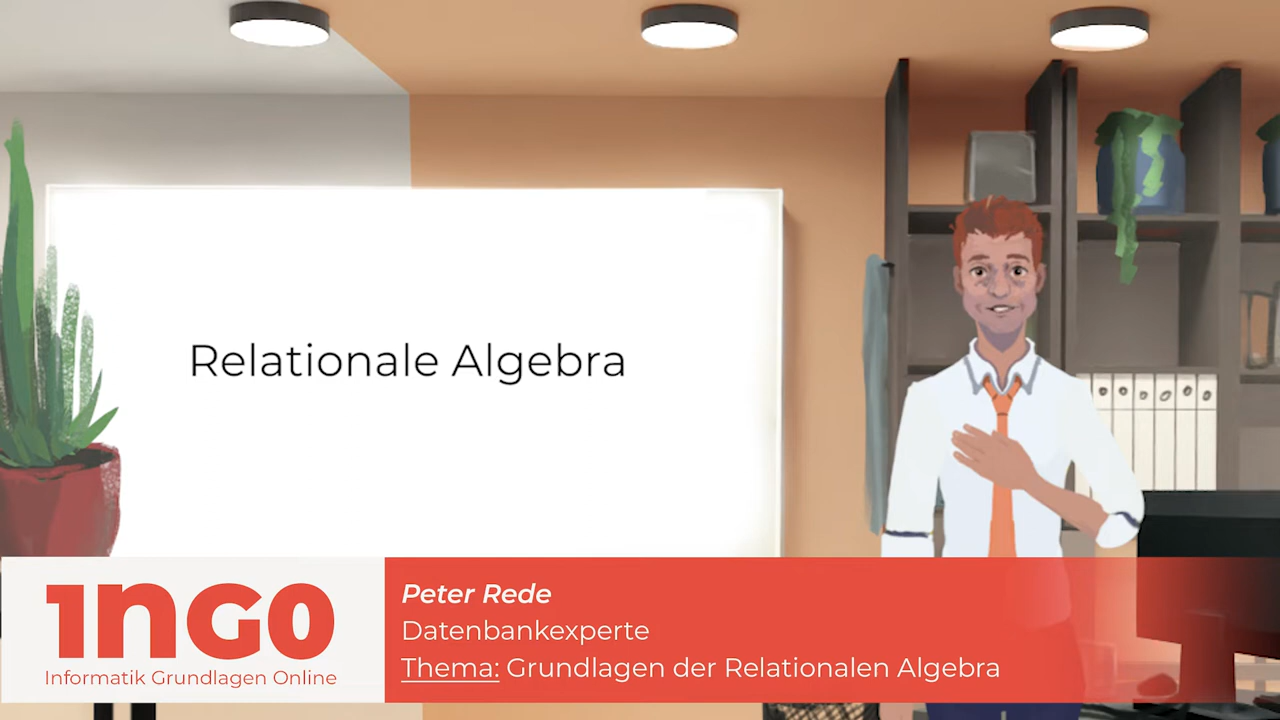 Relationale Algebra
INGO
Informatik Grundlagen Online
Peter Rede
Datenbankexperte
Thema: Grundlagen der Relationalen Algebra